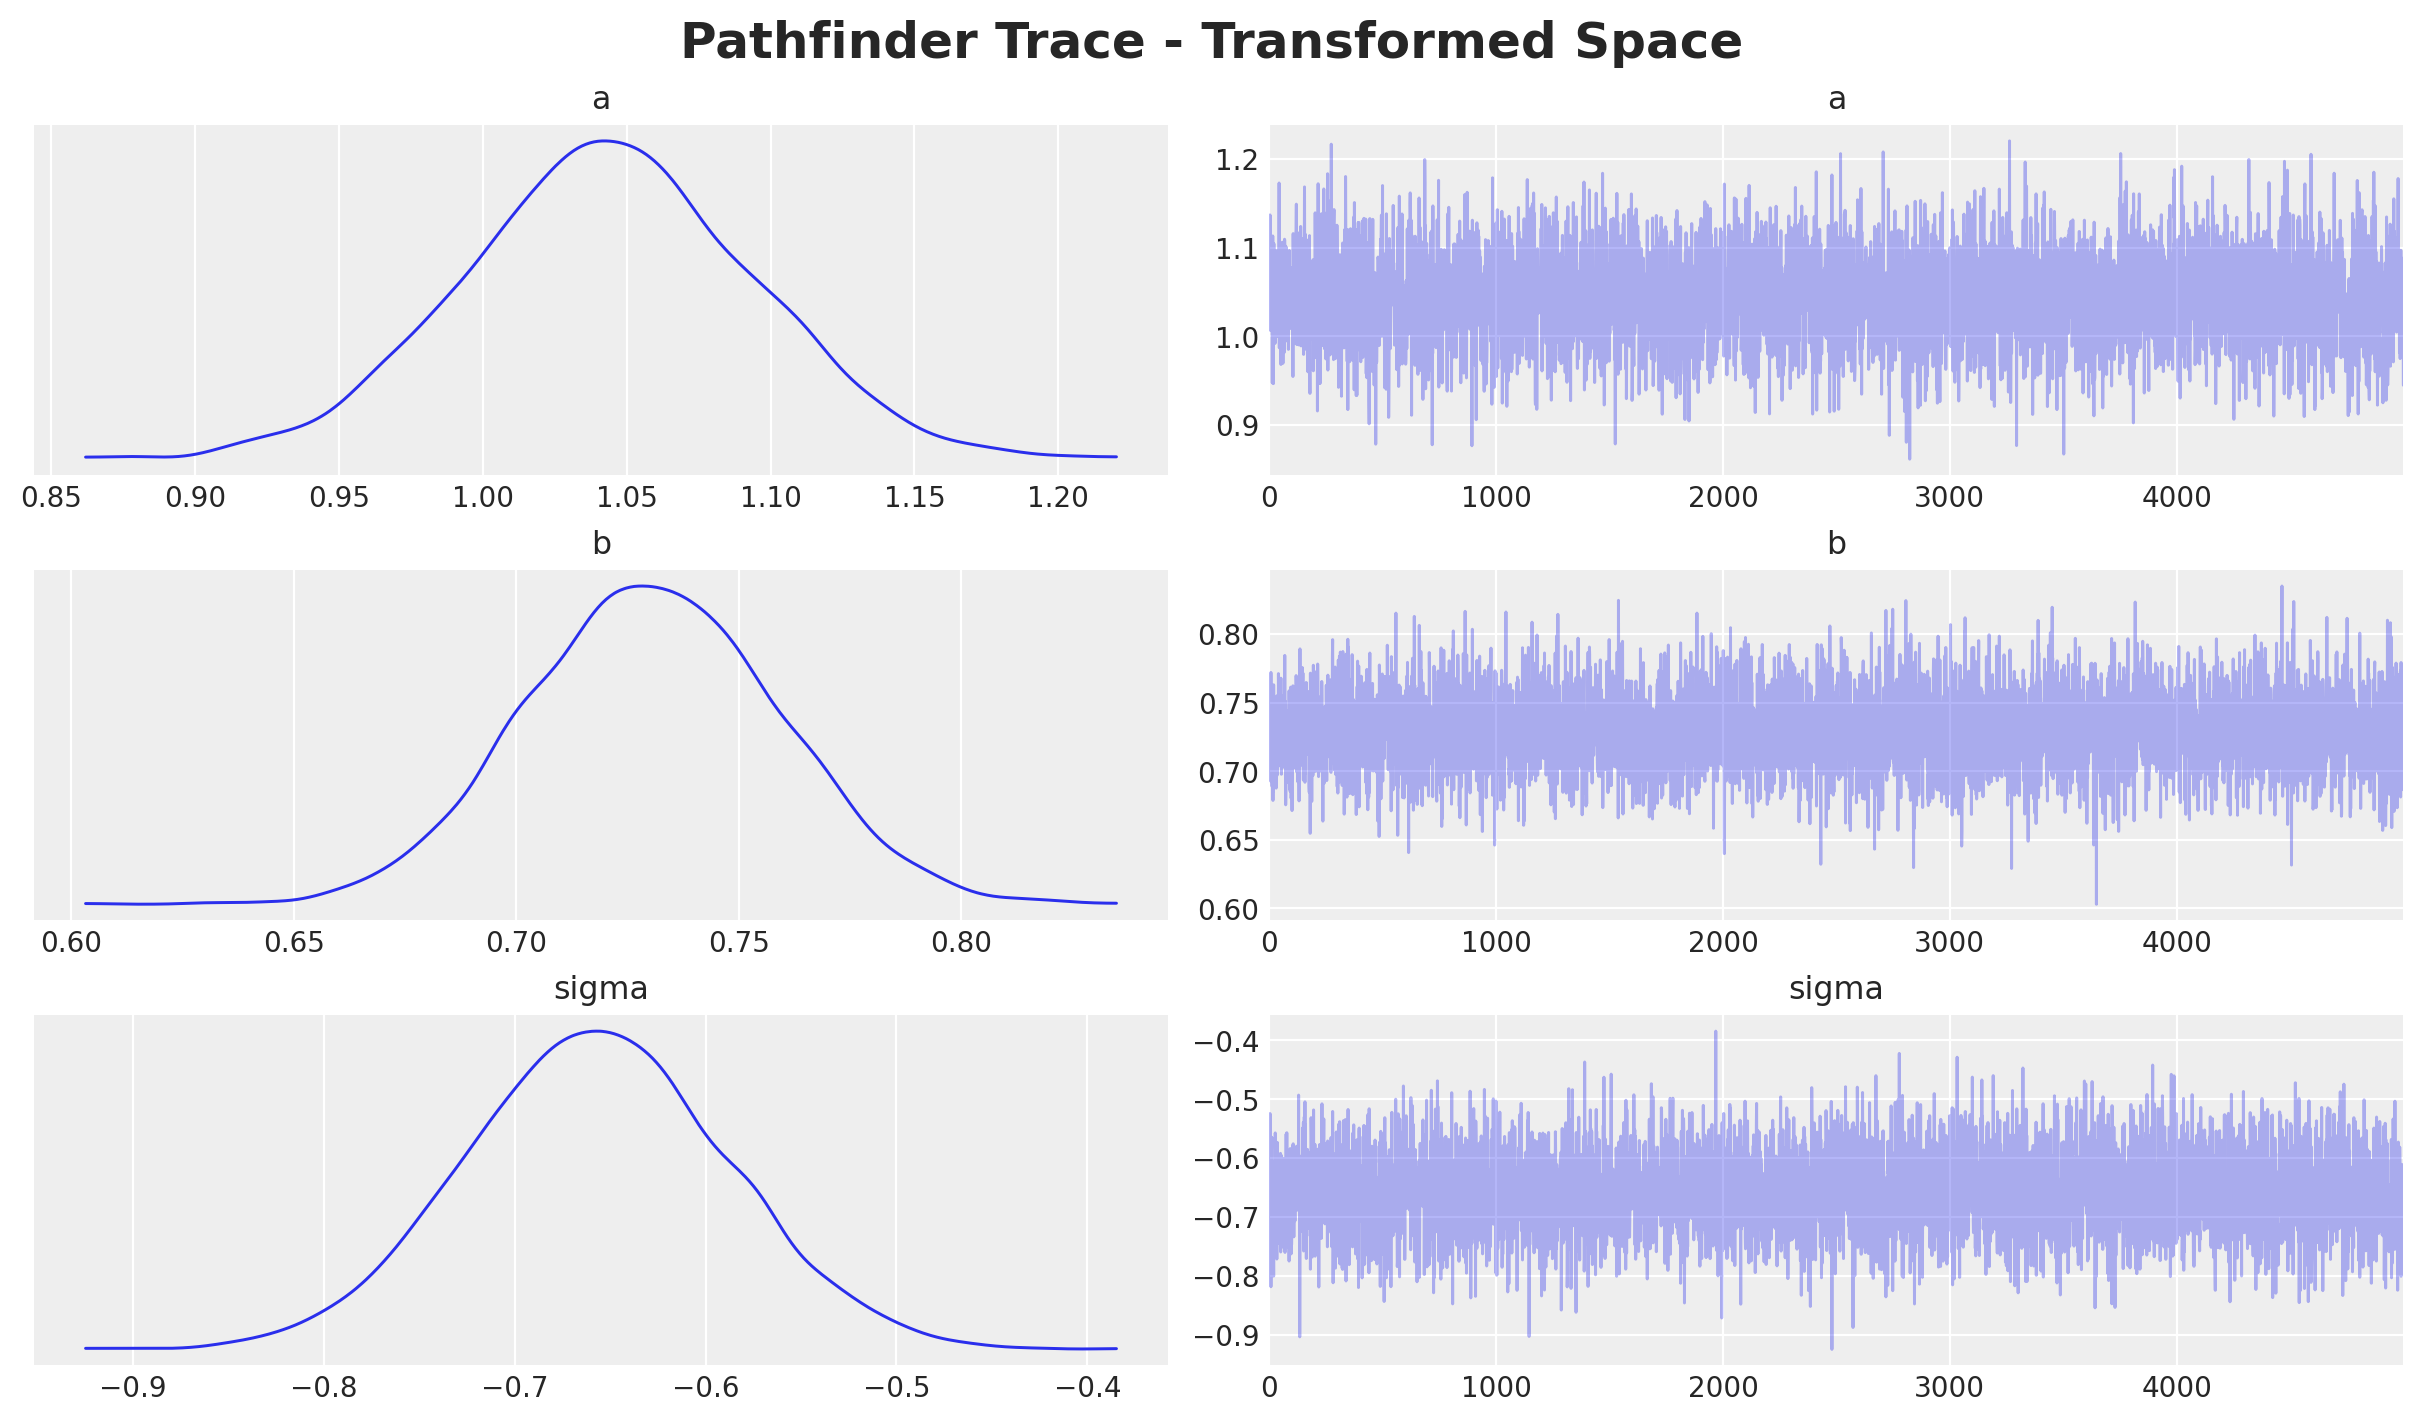 Pathfinder Trace - Transformed Space
a
a
1.2
1.1
1.0
0.9
0.85 0.90 0.95 1.00 1.05 1.10 1.15 1.20
0 1000 2000 3000 4000
b
b
0.80
0.75
0.70
0.65
0.60
0.60 0.65 0.70 0.75 0.80
0 1000 2000 3000 4000
sigma
sigma
−0.4
−0.5
−0.6
−0.7
−0.8
−0.9
−0.9 −0.8 −0.7 −0.6 −0.5 −0.4
0 1000 2000 3000 4000